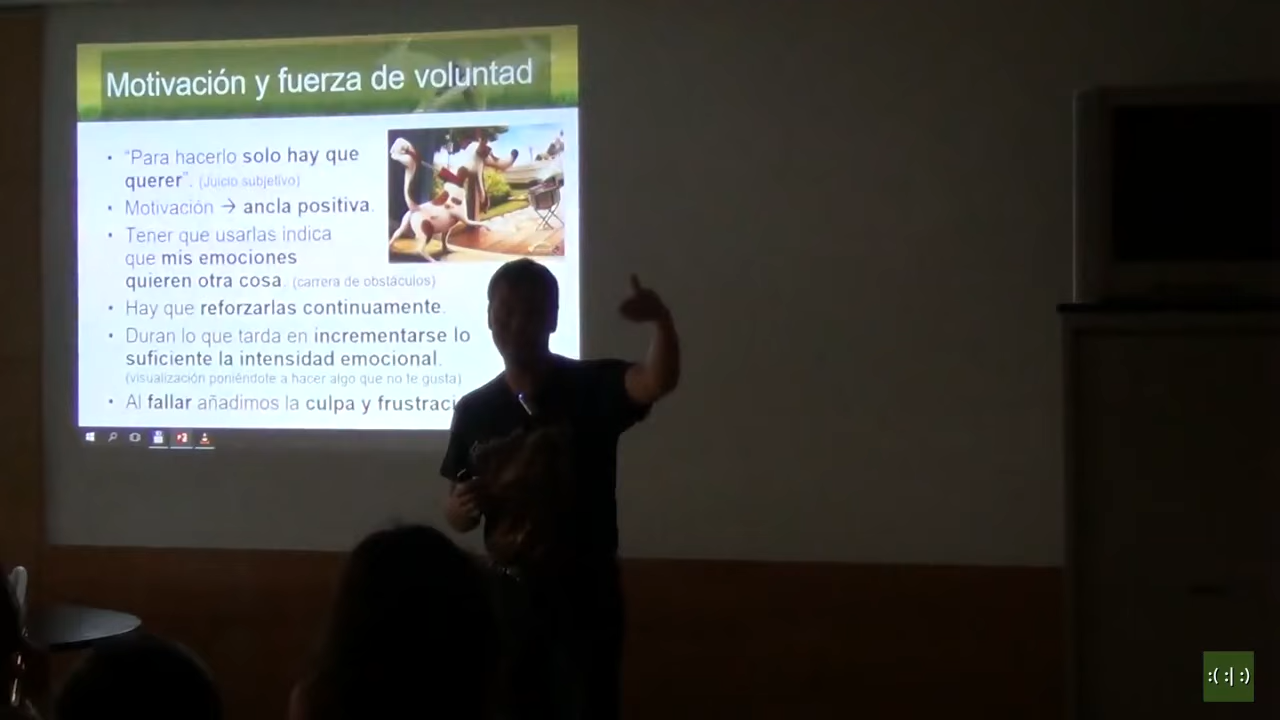 Motivación y fuerza de voluntad
• “Para hacerlo solo hay que
querer”. (Juicio subjetivo)
• Motivación → ancla positiva.
• Tener que usarlas indica
que mis emociones
quieren otra cosa. (carrera de obstáculos)
• Hay que reforzarlas continuamente.
• Duran lo que tarda en incrementarse lo
suficiente la intensidad emocional.
(visualización poniéndote a hacer algo que no te gusta)
• Al fallar añadimos la culpa y frustraci
:( :| :)